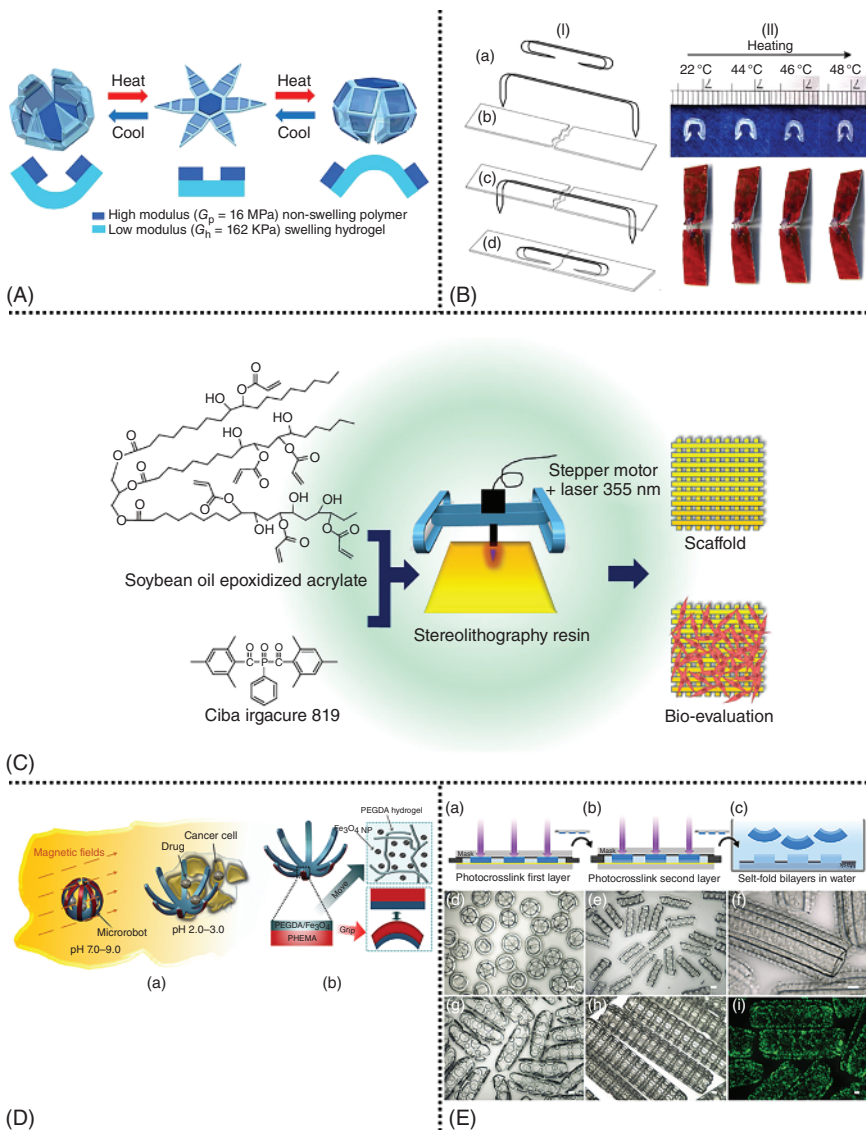 Heat
Heat
Cool
Cool
High modulus (Gp = 16 MPa) non-swelling polymer
Low modulus (Gh = 162 KPa) swelling hydrogel
(A)
(I)
(a)
(b)
(c)
(d)
(II)
Heating
22 °C 44 °C 46 °C 48 °C
(B)
O
O
HO
HO
OH
O
O
O
O
O
O
O
O
O
O
O
OH
OH
HO
O
O
O
O
Soybean oil epoxidized acrylate
O O O
C P C
Ciba irgacure 819
Stepper motor
+ laser 355 nm
Stereolithography resin
Scaffold
Bio-evaluation
(C)
Magnetic fields
Drug
Cancer cell
Microrobot
pH 7.0–9.0
pH 2.0–3.0
(a)
(b)
PEGDA hydrogel
Fe3O4 NP
Move
PEGDA/Fe3O4
PHEMA
Grip
(b)
(D)
(a)
Mask
Photocrosslink first layer
(b)
Mask
Photocrosslink second layer
(c)
Selt-fold bilayers in water
(d)
(e)
(f)
(g)
(h)
(i)
(E)